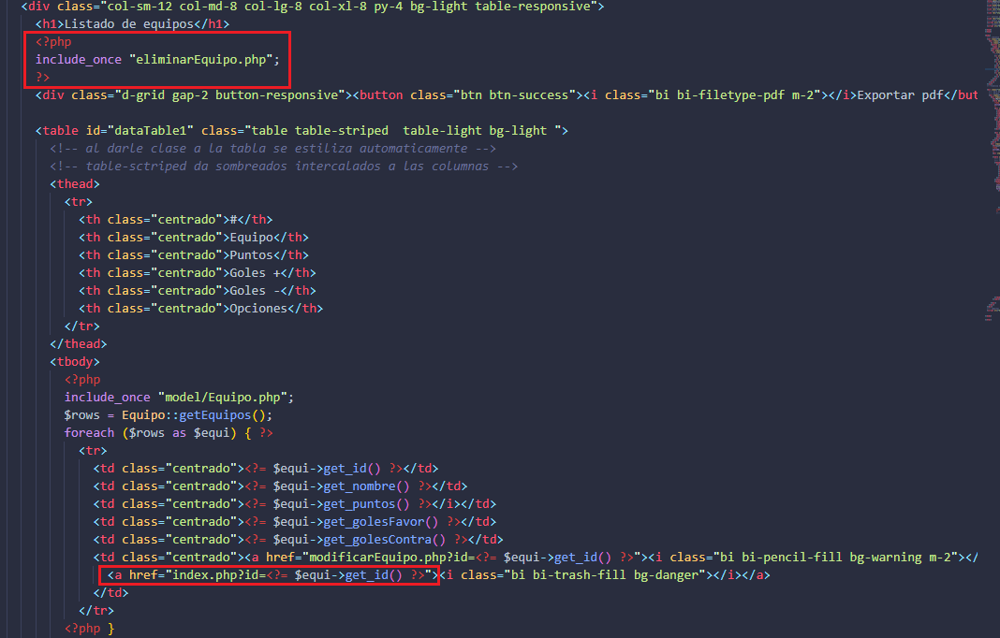 <div class="col-sm-12 col-md-8 col-lg-8 col-xl-8 py-4 bg-light table-responsive">
<h1>Listado de equipos</h1>
<?php
include_once "eliminarEquipo.php";
?>
<div class="d-grid gap-2 button-responsive"><button class="btn btn-success"><i class="bi bi-filetype-pdf m-2"></i>Exportar pdf</but
<table id="dataTable1" class="table table-striped  table-light bg-light ">
<!-- al darle clase a la tabla se estiliza automaticamente -->
<!-- table-sctriped da sombreados intercalados a las columnas -->
<thead>
<tr>
<th class="centrado">#</th>
<th class="centrado">Equipo</th>
<th class="centrado">Puntos</th>
<th class="centrado">Goles +</th>
<th class="centrado">Goles -</th>
<th class="centrado">Opciones</th>
</tr>
</thead>
<tbody>
<?php
include_once "model/Equipo.php";
$rows = Equipo::getEquipos();
foreach ($rows as $equi) { ?>
<tr>
<td class="centrado"><?= $equi->get_id() ?></td>
<td class="centrado"><?= $equi->get_nombre() ?></td>
<td class="centrado"><?= $equi->get_puntos() ?></i></td>
<td class="centrado"><?= $equi->get_golesFavor() ?></td>
<td class="centrado"><?= $equi->get_golesContra() ?></td>
<td class="centrado"><a href="modificarEquipo.php?id=<?= $equi->get_id() ?>"><i class="bi bi-pencil-fill bg-warning m-2"></
<a href="index.php?id=<?= $equi->get_id() ?>"><i class="bi bi-trash-fill bg-danger"></i></a>
</td>
</tr>
<?php }